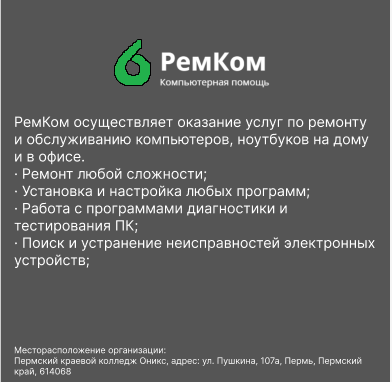 РемКом
Компьютерная помощь
РемКом осуществляет оказание услуг по ремонту
и обслуживанию компьютеров, ноутбуков на дому
и в офисе.
· Ремонт любой сложности;
· Установка и настройка любых программ;
· Работа с программами диагностики и
тестирования ПК;
· Поиск и устранение неисправностей электронных
устройств;
Месторасположение организации:
Пермский краевой колледж Оникс, адрес: ул. Пушкина, 107а, Пермь, Пермский
край, 614068